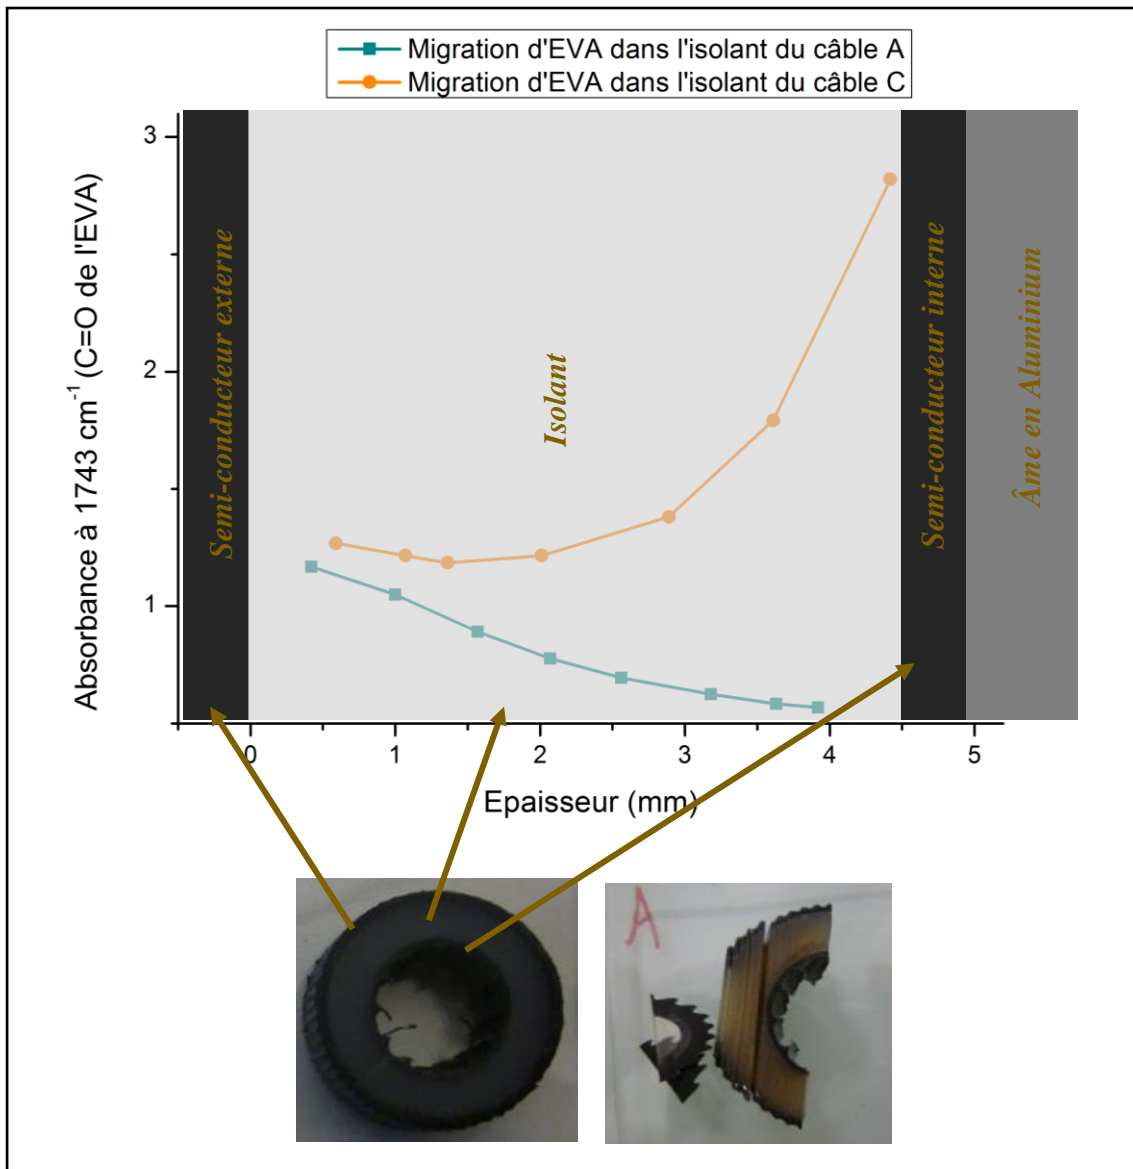 Migration d'EVA dans l'isolant du câble A
Migration d'EVA dans l'isolant du câble C
Absorbance à 1743 cm⁻¹ (C=O de l'EVA)
3
2
1
Semi-conducteur externe
Isolant
Semi-conducteur interne
Âme en Aluminium
0 1 2 3 4 5
Epaisseur (mm)
A